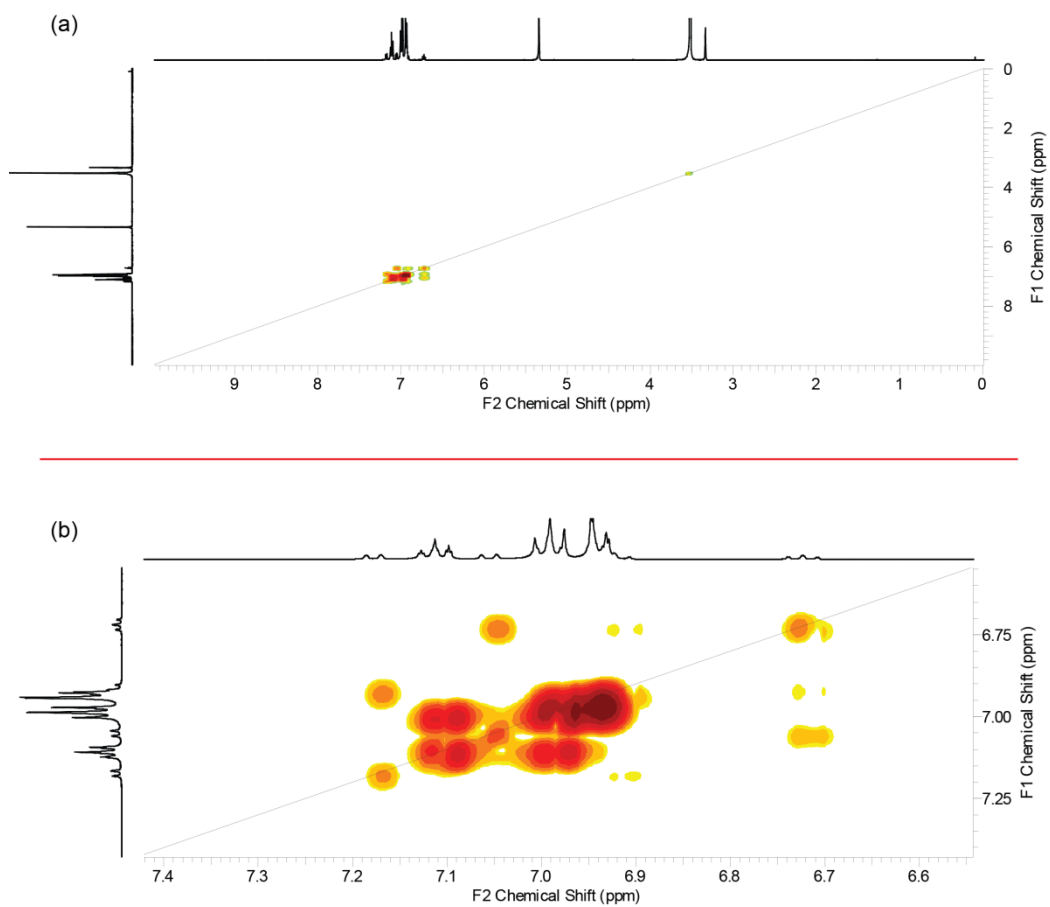 (a)
0
2
4
6
8
F1 Chemical Shift (ppm)
9 8 7 6 5 4 3 2 1 0
F2 Chemical Shift (ppm)
(b)
6.75
7.00
7.25
F1 Chemical Shift (ppm)
7.4 7.3 7.2 7.1 7.0 6.9 6.8 6.7 6.6
F2 Chemical Shift (ppm)